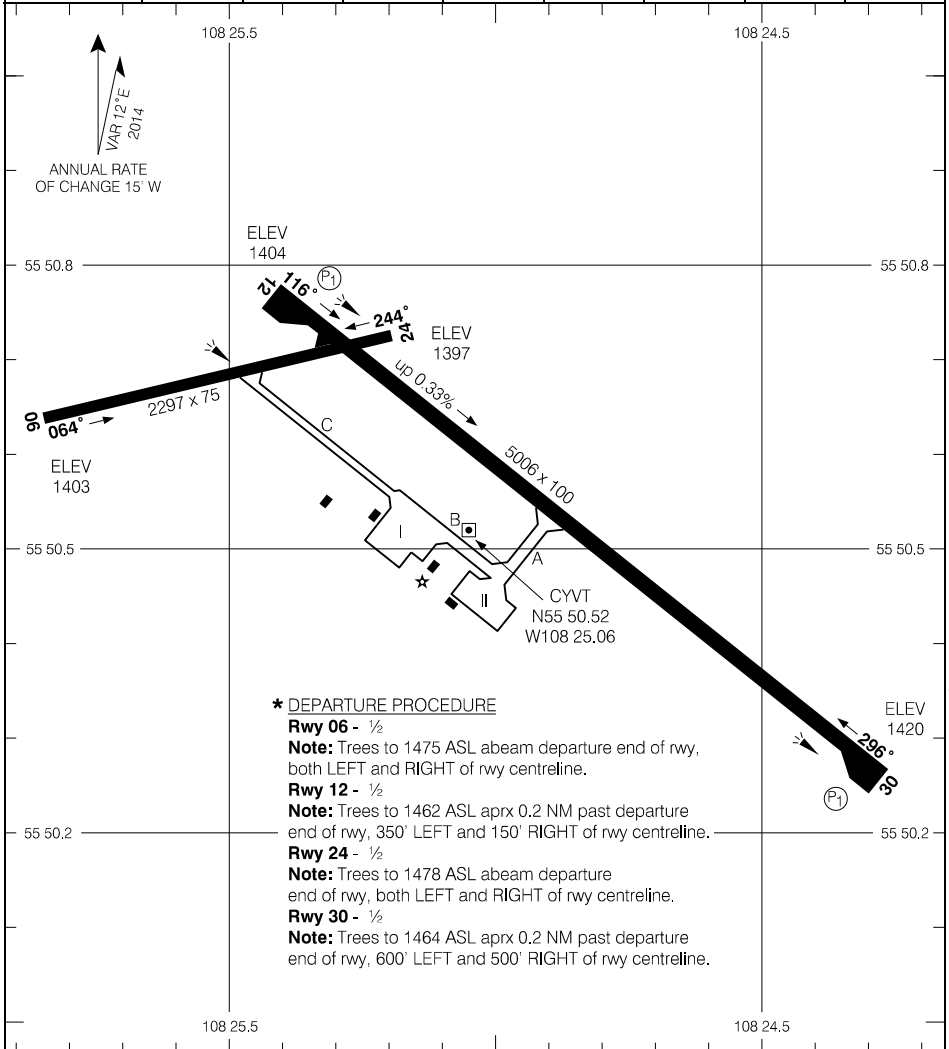 108 25.5
108 24.5
VAR 12°E
2014
ANNUAL RATE
OF CHANGE 15' W
ELEV
1404
55 50.8
55 50.8
12
116°
P1
244°
24
ELEV
1397
up 0.33%
2297 x 75
06
064°
ELEV
1403
C
5006 x 100
B
I
A
55 50.5
55 50.5
II
CYVT
N55 50.52
W108 25.06
ELEV
1420
296°
30
P1
* DEPARTURE PROCEDURE
Rwy 06 - ½
Note: Trees to 1475 ASL abeam departure end of rwy,
both LEFT and RIGHT of rwy centreline.
Rwy 12 - ½
Note: Trees to 1462 ASL aprx 0.2 NM past departure
end of rwy, 350' LEFT and 150' RIGHT of rwy centreline.
55 50.2
55 50.2
Rwy 24 - ½
Note: Trees to 1478 ASL abeam departure
end of rwy, both LEFT and RIGHT of rwy centreline.
Rwy 30 - ½
Note: Trees to 1464 ASL aprx 0.2 NM past departure
end of rwy, 600' LEFT and 500' RIGHT of rwy centreline.
108 25.5
108 24.5